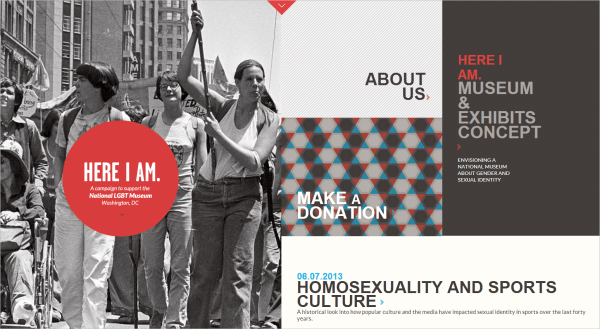 HERE I AM.
A campaign to support the
National LGBT Museum
Washington, DC
ABOUT
US
HERE I
AM.
MUSEUM
&
EXHIBITS
CONCEPT
ENVISIONING A
NATIONAL MUSEUM
ABOUT GENDER AND
SEXUAL IDENTITY
MAKE A
DONATION
06.07.2013
HOMOSEXUALITY AND SPORTS
CULTURE
A historical look into how popular culture and the media have impacted sexual identity in sports over the last forty
years.